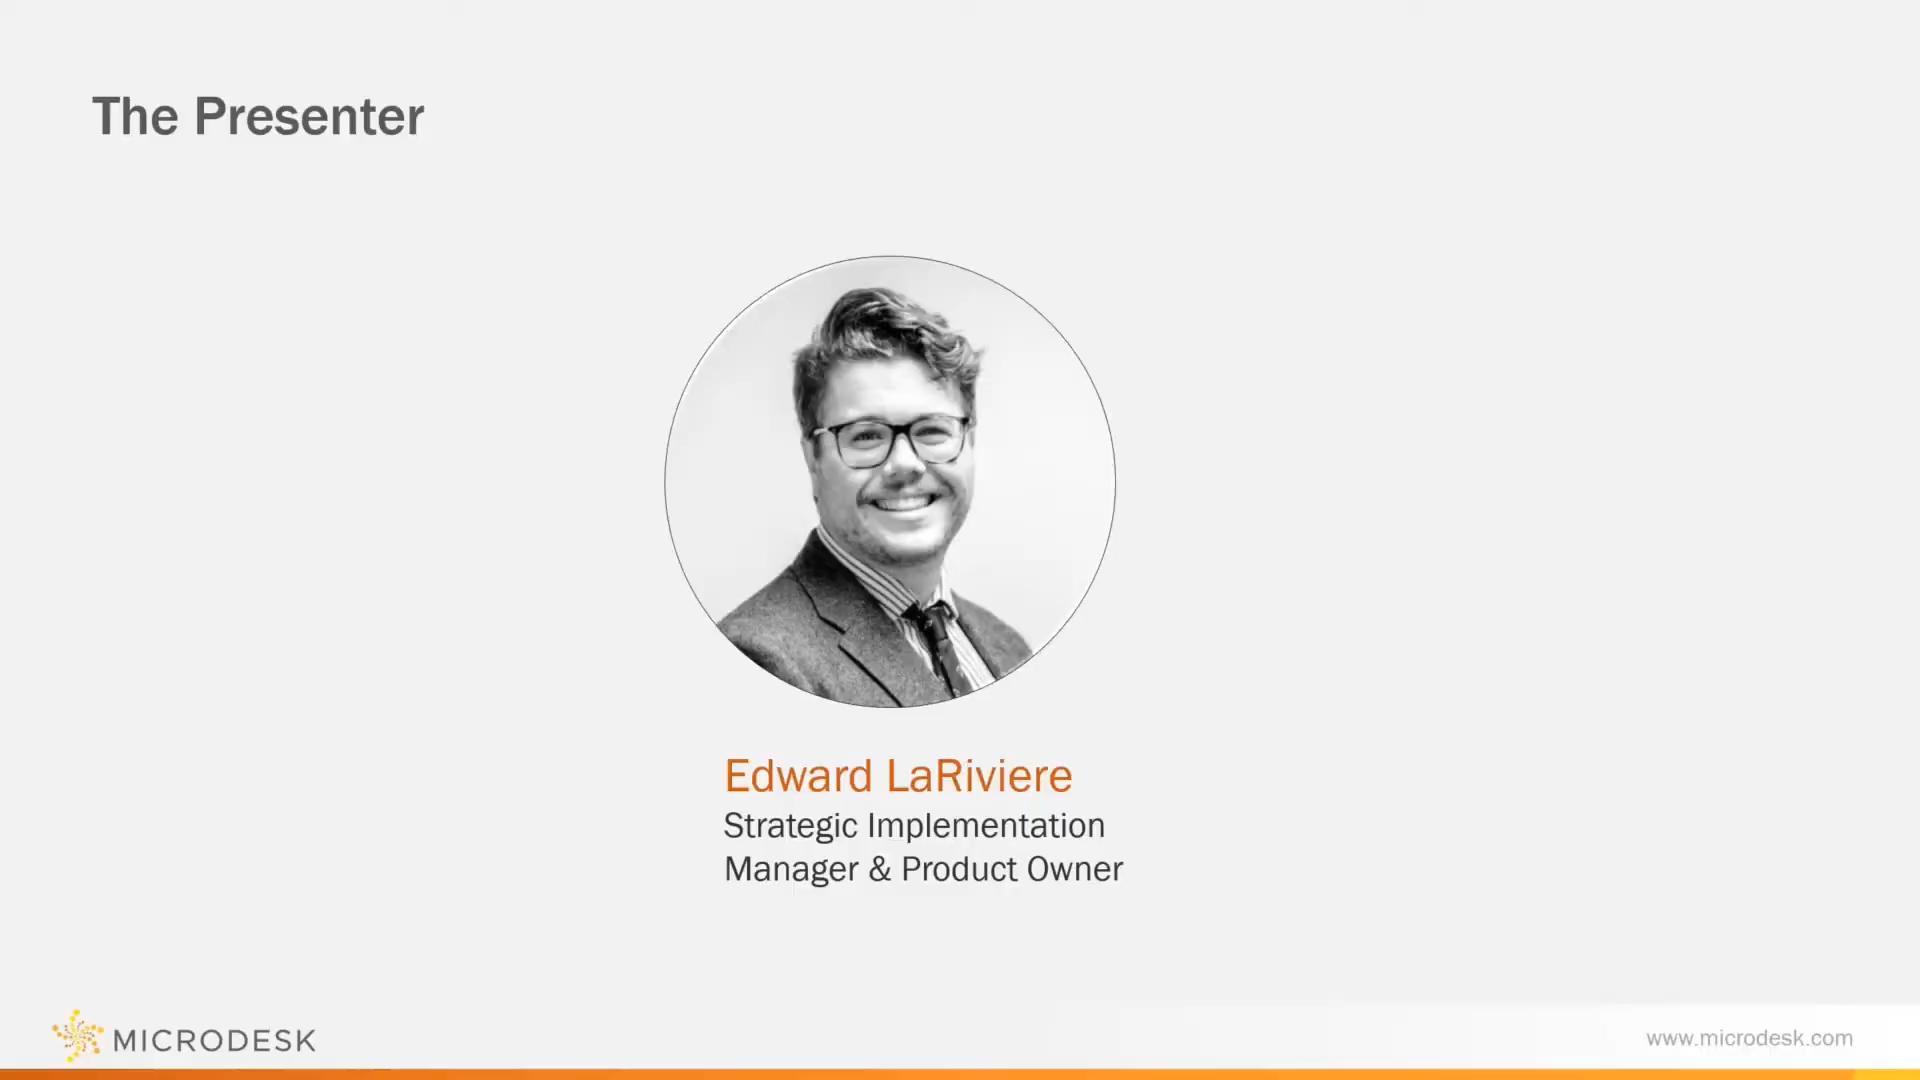 The Presenter
Edward LaRiviere
Strategic Implementation
Manager & Product Owner
MICRODESK
www.microdesk.com